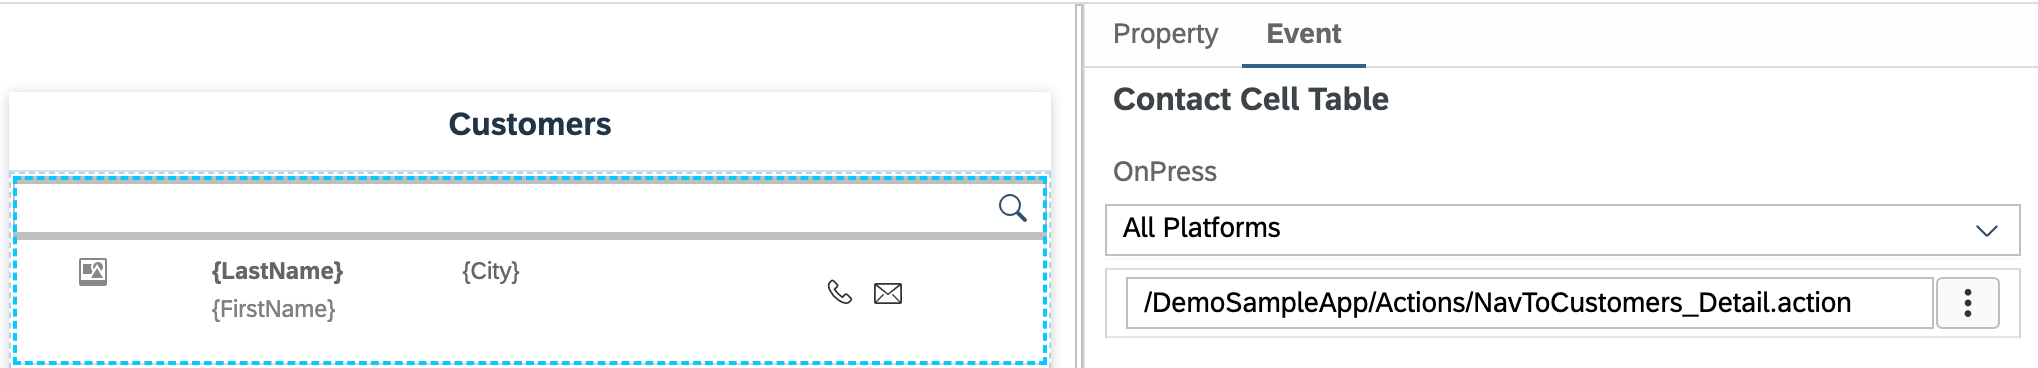 Customers
{LastName}
{City}
{FirstName}
Property
Event
Contact Cell Table
OnPress
All Platforms
/DemoSampleApp/Actions/NavToCustomers_Detail.action